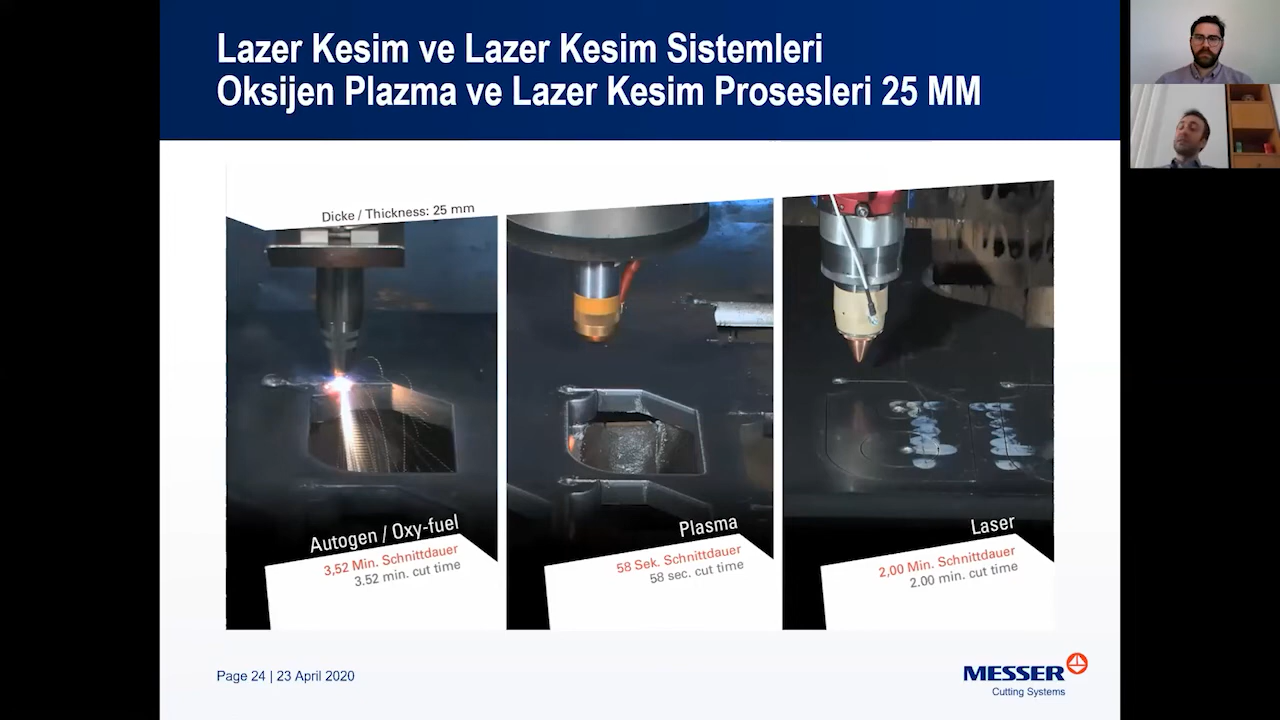 Lazer Kesim ve Lazer Kesim Sistemleri
Oksijen Plazma ve Lazer Kesim Prosesleri 25 MM
Dicke / Thickness: 25 mm
Autogen / Oxy-fuel
3,52 Min. Schnittdauer
3.52 min. cut time
Plasma
58 Sek. Schnittdauer
58 sec. cut time
Laser
2,00 Min. Schnittdauer
2.00 min. cut time
Page 24 | 23 April 2020
MESSER
Cutting Systems